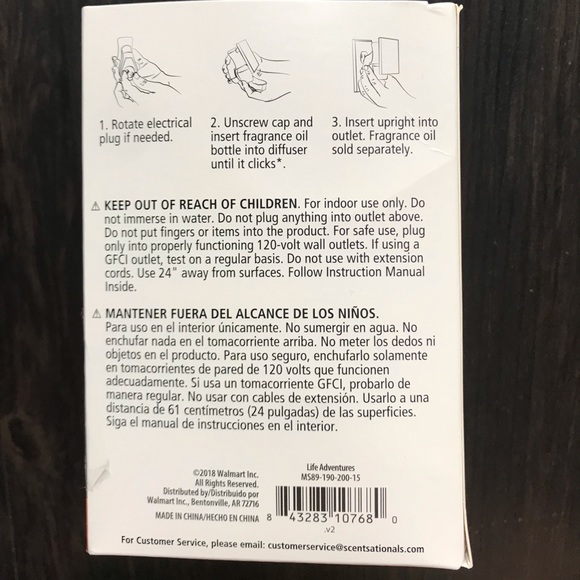 1. Rotate electrical
plug if needed.
2. Unscrew cap and
insert fragrance oil
bottle into diffuser
until it clicks*.
3. Insert upright into
outlet. Fragrance oil
sold separately.
⚠ KEEP OUT OF REACH OF CHILDREN. For indoor use only. Do
not immerse in water. Do not plug anything into outlet above.
Do not put fingers or items into the product. For safe use, plug
only into properly functioning 120-volt wall outlets. If using a
GFCI outlet, test on a regular basis. Do not use with extension
cords. Use 24" away from surfaces. Follow Instruction Manual
Inside.
⚠ MANTENER FUERA DEL ALCANCE DE LOS NIÑOS.
Para uso en el interior únicamente. No sumergir en agua. No
enchufar nada en el tomacorriente arriba. No meter los dedos ni
objetos en el producto. Para uso seguro, enchufarlo solamente
en tomacorrientes de pared de 120 volts que funcionen
adecuadamente. Si usa un tomacorriente GFCI, probarlo de
manera regular. No usar con cables de extensión. Usarlo a una
distancia de 61 centímetros (24 pulgadas) de las superficies.
Siga el manual de instrucciones en el interior.
©2018 Walmart Inc.
All Rights Reserved.
Distributed by/Distribuido por
Walmart Inc., Bentonville, AR 72716
MADE IN CHINA/HECHO EN CHINA
Life Adventures
MS89-190-200-15
8 43283 10768 0
.v2
For Customer Service, please email: customerservice@scentsationals.com